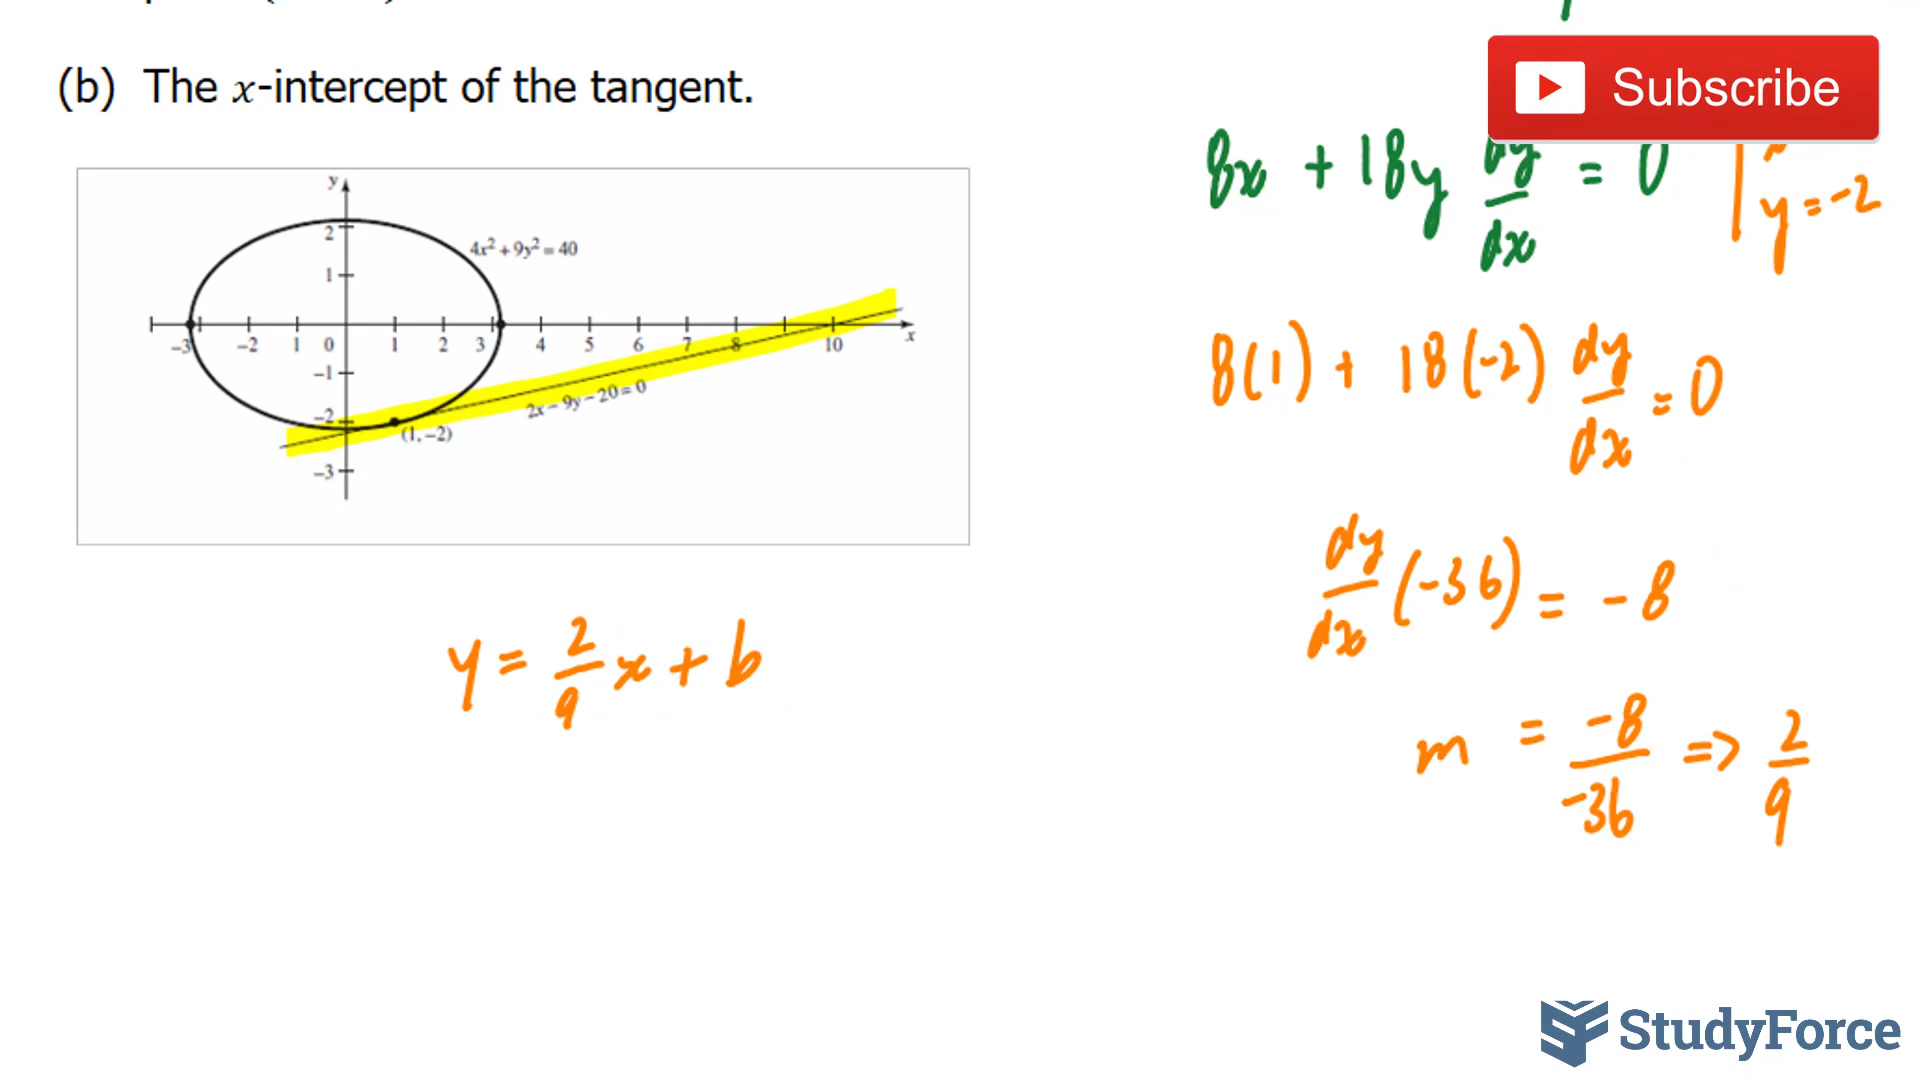 (b) The x-intercept of the tangent.
Subscribe
8x + 18y dy/dx = 0
y = -2
y
2
4x² + 9y² = 40
1
-3 -2 1 0 1 2 3 4 5 6 7 8 10 x
-1
2x - 9y - 20 = 0
-2
(1, -2)
-3
8(1) + 18(-2) dy/dx = 0
dy/dx (-36) = -8
y = 2/9 x + b
m = -8/-36 => 2/9
StudyForce